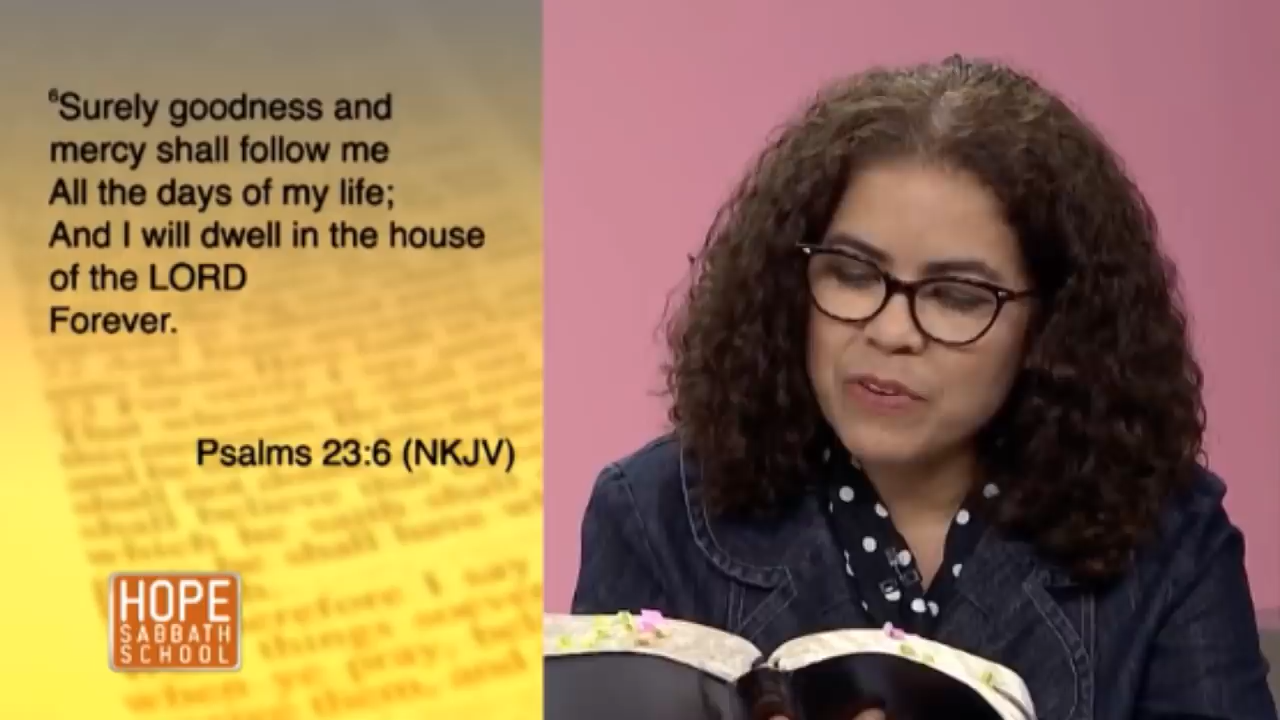 ⁶Surely goodness and
mercy shall follow me
All the days of my life;
And I will dwell in the house
of the LORD
Forever.
Psalms 23:6 (NKJV)
HOPE
SABBATH
SCHOOL